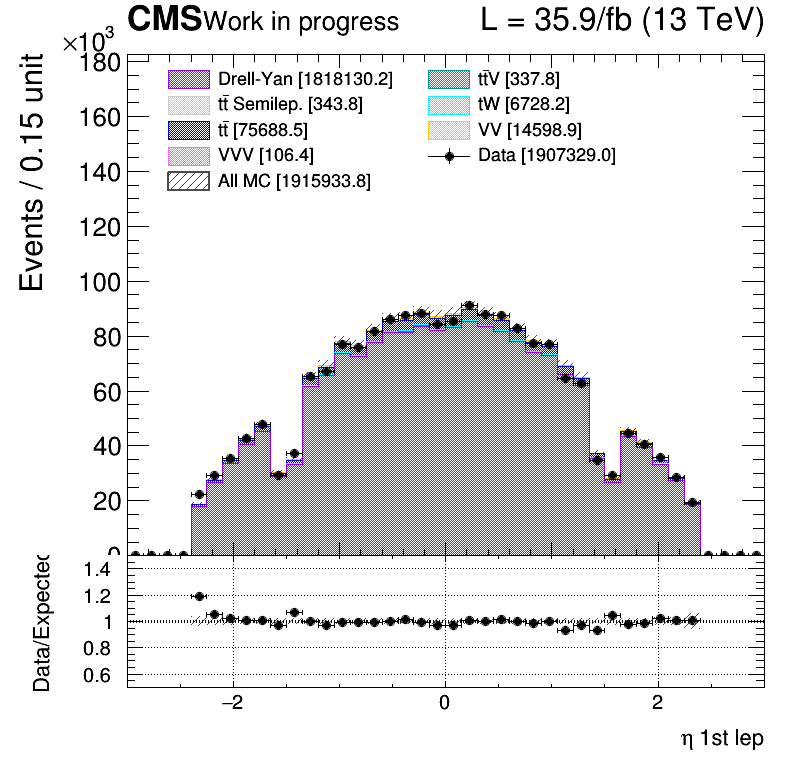 CMS Work in progress L = 35.9/fb (13 TeV)
×10³
Events / 0.15 unit
180
160
140
120
100
80
60
40
20
0
Drell-Yan [1818130.2]
tt̄ Semilep. [343.8]
tt̄ [75688.5]
VVV [106.4]
All MC [1915933.8]
tt̄V [337.8]
tW [6728.2]
VV [14598.9]
Data [1907329.0]
Data/Expected
1.4
1.2
1
0.8
0.6
−2 0 2
η 1st lep